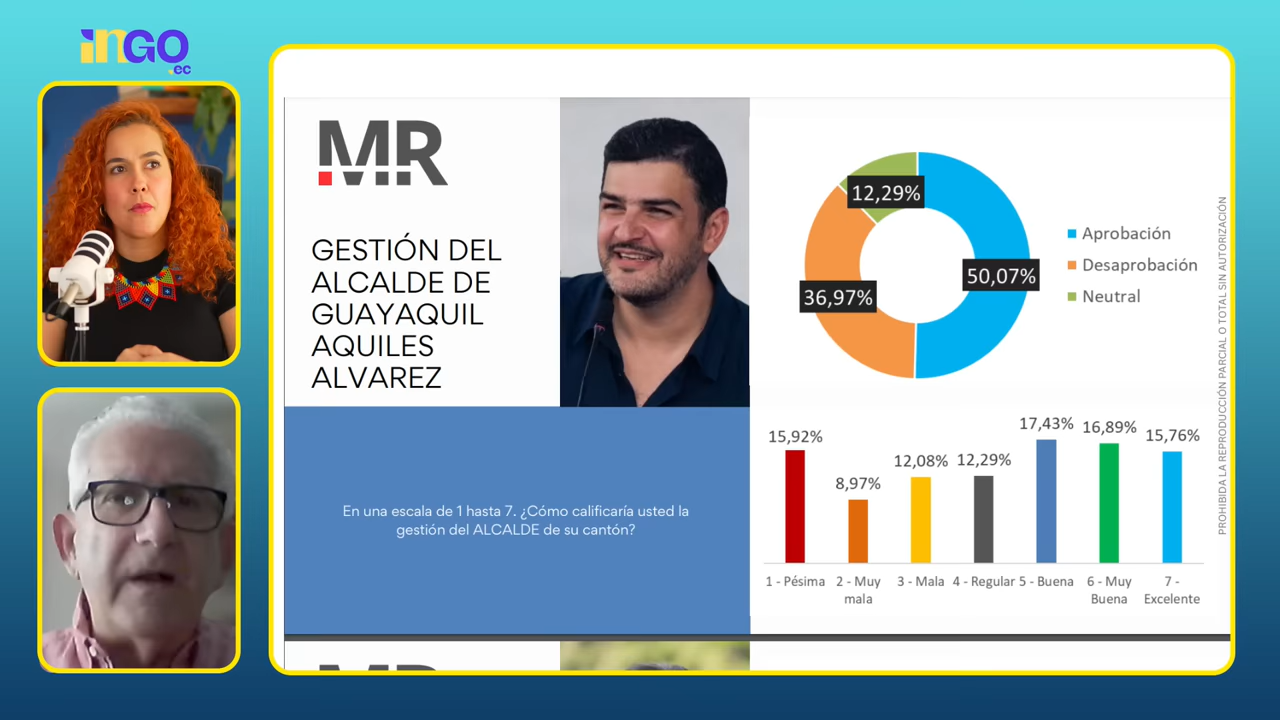 inGO
.ec
MR
GESTIÓN DEL
ALCALDE DE
GUAYAQUIL
AQUILES
ALVAREZ
En una escala de 1 hasta 7. ¿Cómo calificaría usted la
gestión del ALCALDE de su cantón?
12,29%
50,07%
36,97%
Aprobación
Desaprobación
Neutral
15,92%
8,97%
12,08%
12,29%
17,43%
16,89%
15,76%
1 - Pésima
2 - Muy
mala
3 - Mala
4 - Regular
5 - Buena
6 - Muy
Buena
7 -
Excelente
PROHIBIDA LA REPRODUCCIÓN PARCIAL O TOTAL SIN AUTORIZACIÓN
MR